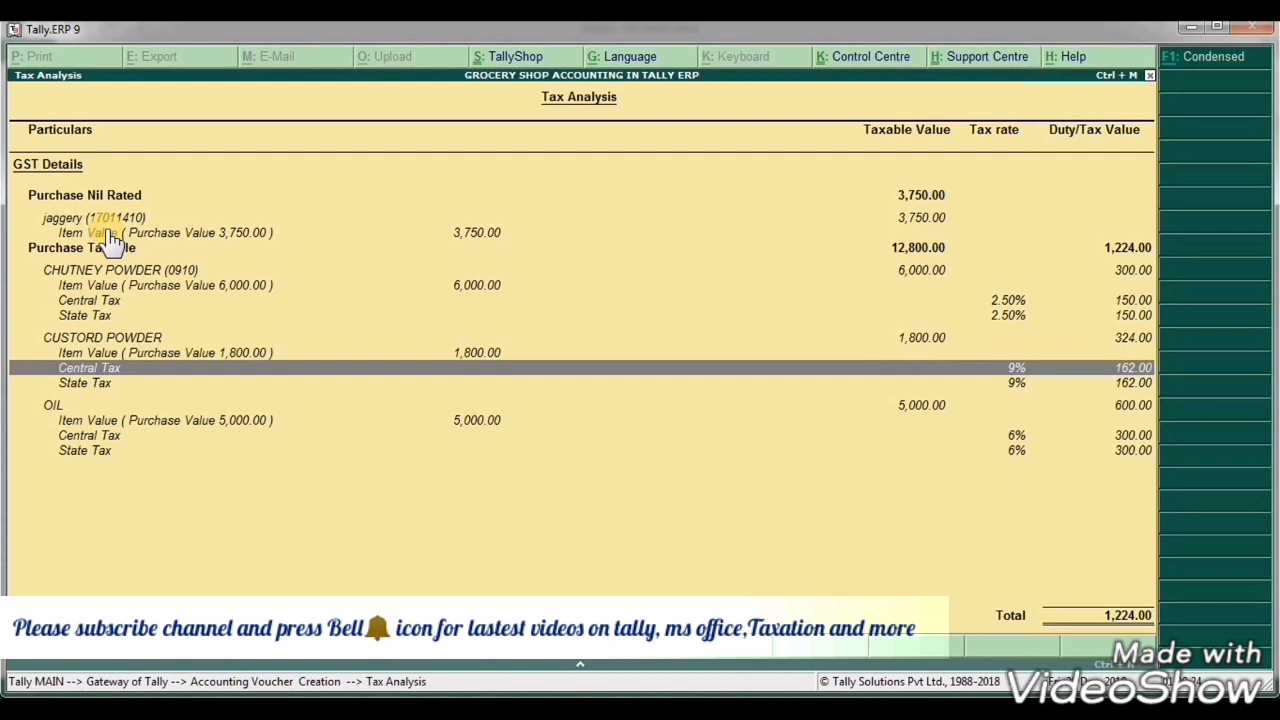 Tally.ERP 9
P: Print E: Export M: E-Mail O: Upload S: TallyShop G: Language K: Keyboard K: Control Centre H: Support Centre H: Help F1: Condensed
Tax Analysis GROCERY SHOP ACCOUNTING IN TALLY ERP Ctrl + M
Tax Analysis
Particulars Taxable Value Tax rate Duty/Tax Value
GST Details
Purchase Nil Rated 3,750.00
jaggery (17011410) 3,750.00
Item Value ( Purchase Value 3,750.00 ) 3,750.00
Purchase 12,800.00 1,224.00
CHUTNEY POWDER (0910) 6,000.00 300.00
Item Value ( Purchase Value 6,000.00 ) 6,000.00
Central Tax 2.50% 150.00
State Tax 2.50% 150.00
CUSTORD POWDER 1,800.00 324.00
Item Value ( Purchase Value 1,800.00 ) 1,800.00
Central Tax 9% 162.00
State Tax 9% 162.00
OIL 5,000.00 600.00
Item Value ( Purchase Value 5,000.00 ) 5,000.00
Central Tax 6% 300.00
State Tax 6% 300.00
Total 1,224.00
Please subscribe channel and press Bell icon for lastest videos on tally, ms office,Taxation and more
Made with
VideoShow
Tally MAIN --> Gateway of Tally --> Accounting Voucher Creation --> Tax Analysis © Tally Solutions Pvt Ltd., 1988-2018